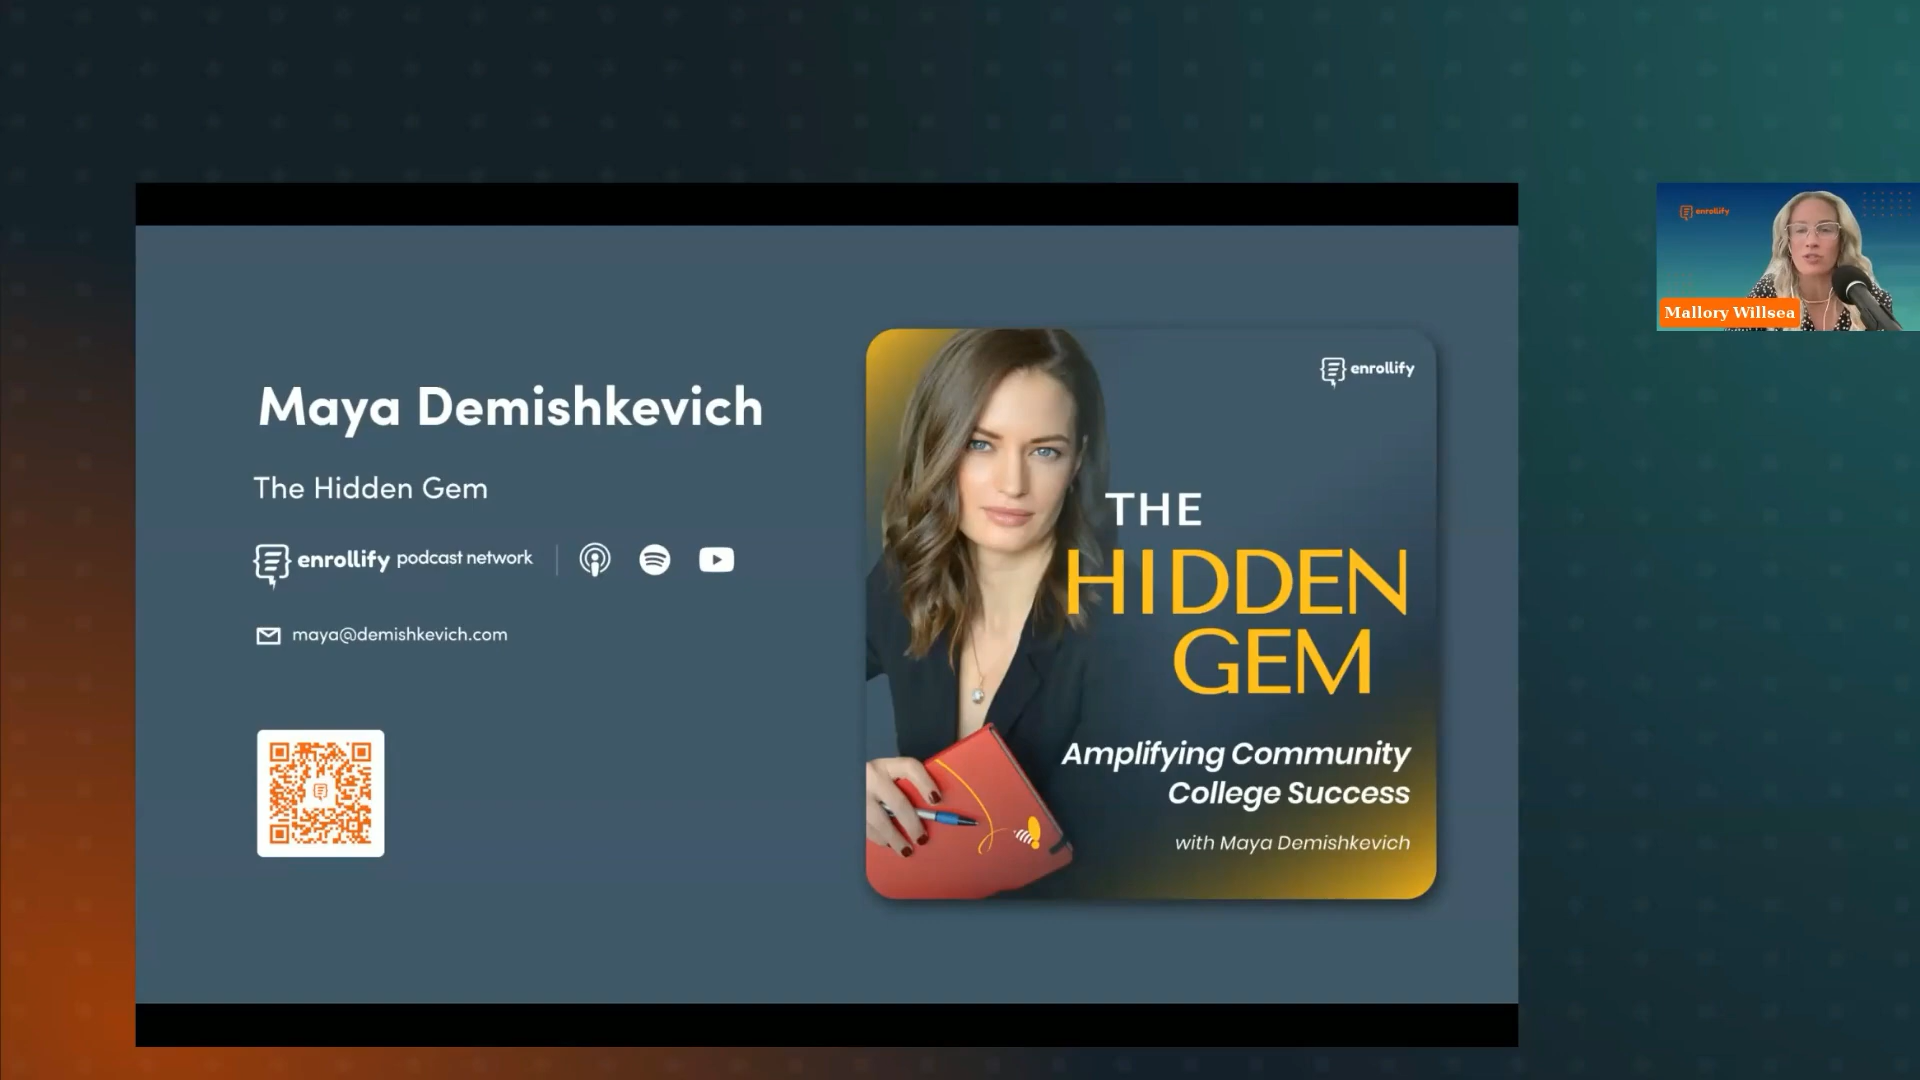 Maya Demishkevich
The Hidden Gem
enrollify podcast network
maya@demishkevich.com
enrollify
THE
HIDDEN
GEM
Amplifying Community
College Success
with Maya Demishkevich
enrollify
Mallory Willsea